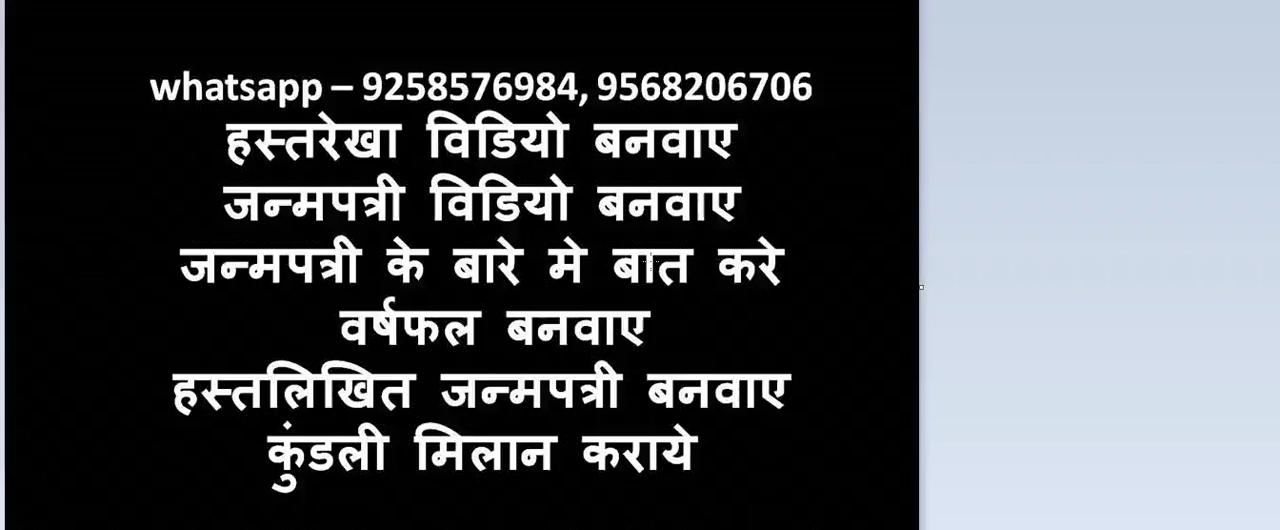 whatsapp – 9258576984, 9568206706
हस्तरेखा विडियो बनवाए
जन्मपत्री विडियो बनवाए
जन्मपत्री के बारे मे बात करे
वर्षफल बनवाए
हस्तलिखित जन्मपत्री बनवाए
कुंडली मिलान कराये